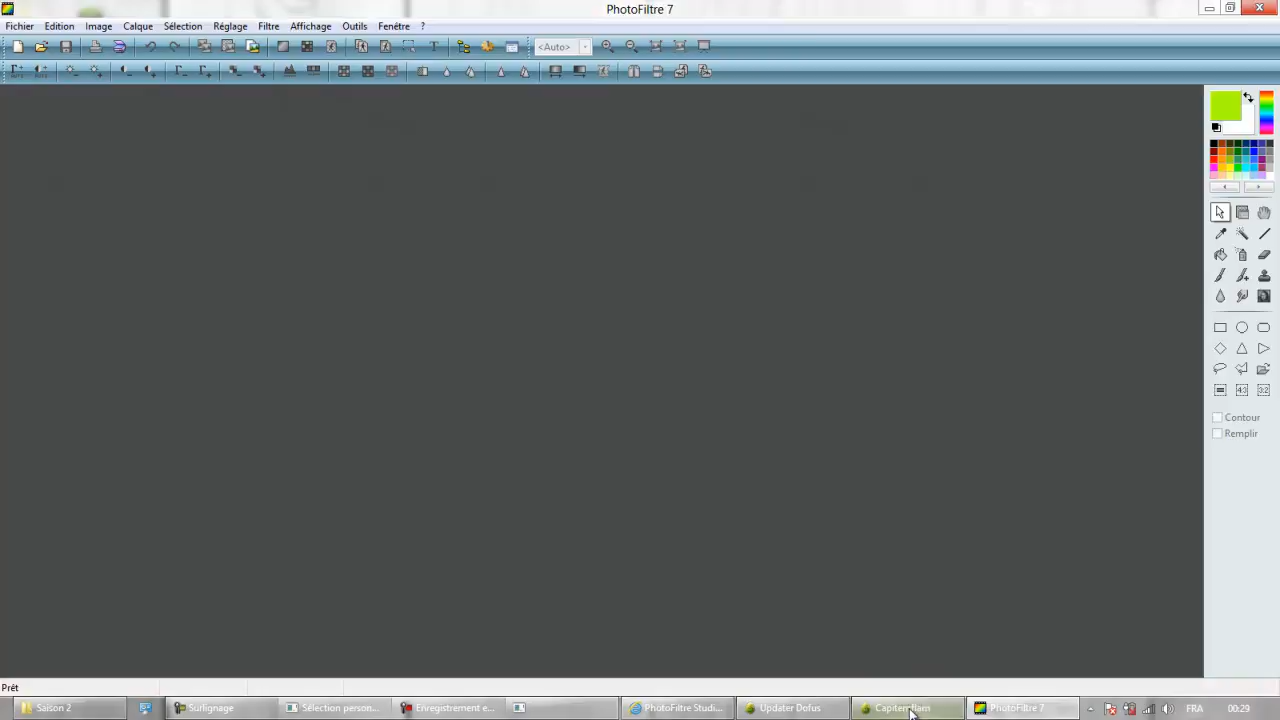 PhotoFiltre 7
Fichier Edition Image Calque Sélection Réglage Filtre Affichage Outils Fenêtre ?
<Auto>
Contour
Remplir
Prêt
Saison 2 Surlignage Sélection person... Enregistrement e... PhotoFiltre Studi... Updater Dofus PhotoFiltre 7 FRA 00:29